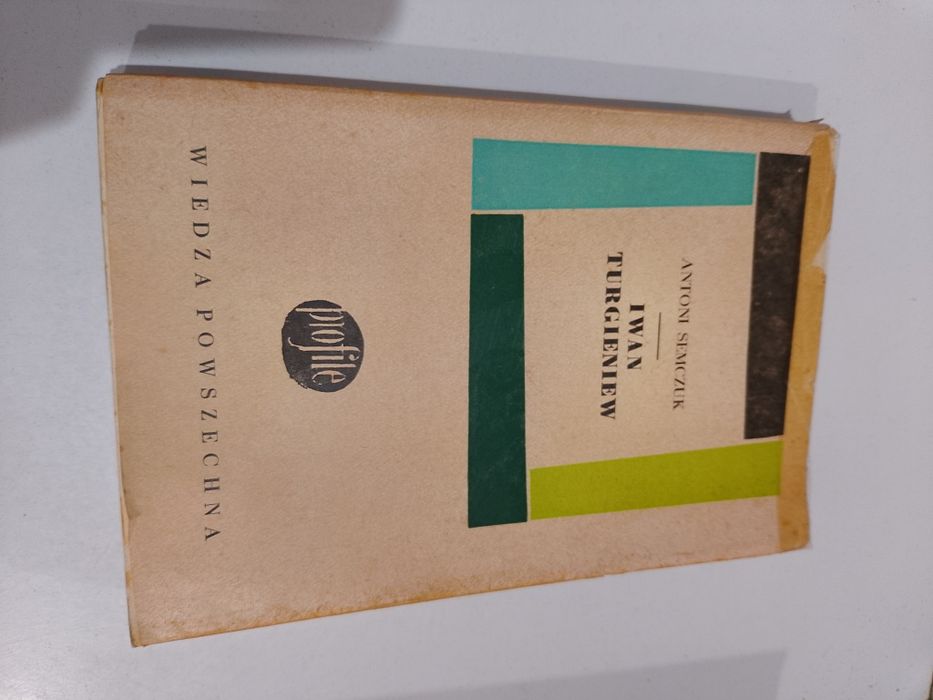 ANTONI SEMCZUK
IWAN
TURGIENIEW
profile
WIEDZA POWSZECHNA